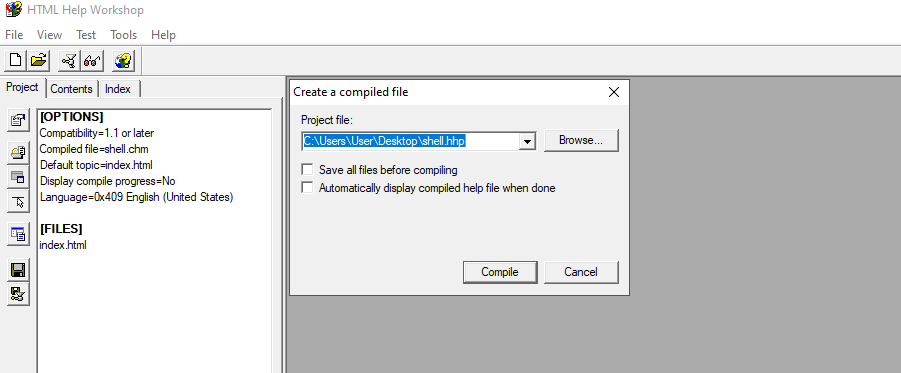 HTML Help Workshop
File View Test Tools Help
Project Contents Index
[OPTIONS]
Compatibility=1.1 or later
Compiled file=shell.chm
Default topic=index.html
Display compile progress=No
Language=0x409 English (United States)
[FILES]
index.html
Create a compiled file
Project file:
C:\Users\User\Desktop\shell.hhp
Browse...
Save all files before compiling
Automatically display compiled help file when done
Compile Cancel